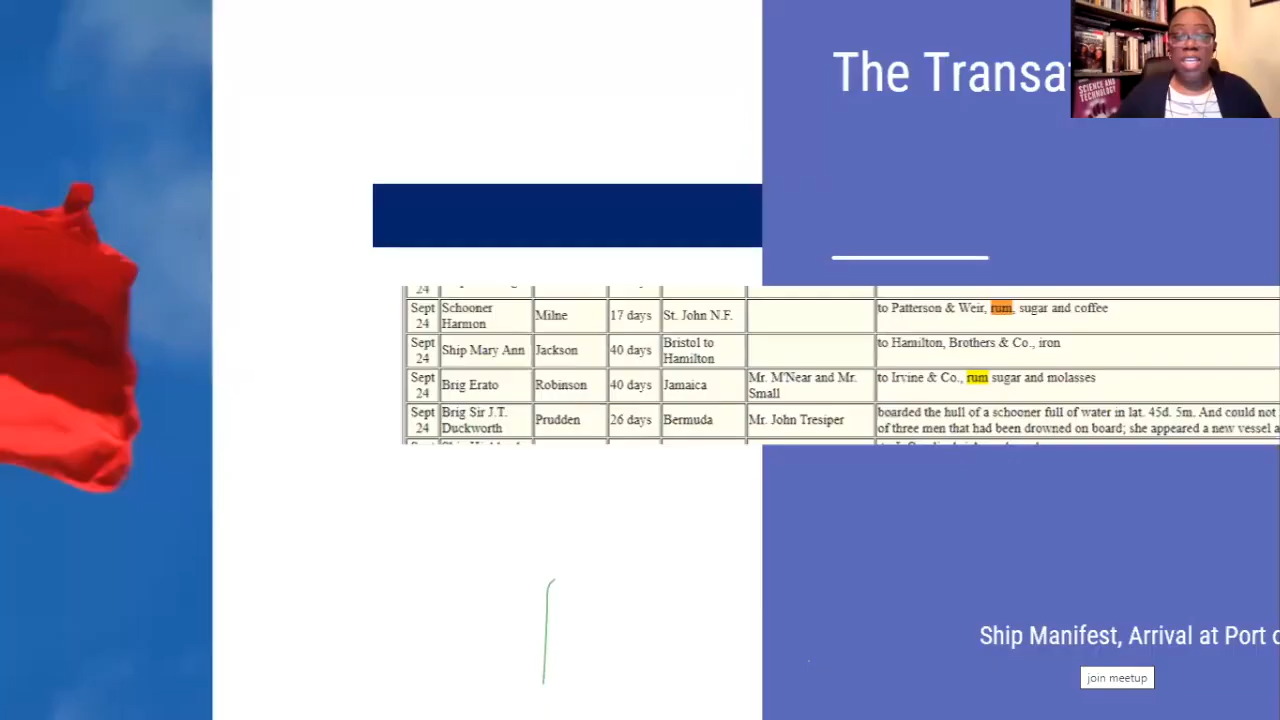 The Transa
SCIENCE AND
TECHNOLOGY
24
Sept 24 Schooner Harmon Milne 17 days St. John N.F. to Patterson & Weir, rum, sugar and coffee
Sept 24 Ship Mary Ann Jackson 40 days Bristol to Hamilton to Hamilton, Brothers & Co., iron
Sept 24 Brig Erato Robinson 40 days Jamaica Mr. M'Near and Mr. Small to Irvine & Co., rum sugar and molasses
Sept 24 Brig Sir J.T. Duckworth Prudden 26 days Bermuda Mr. John Tresiper boarded the hull of a schooner full of water in lat. 45d. 5m. And could not
of three men that had been drowned on board; she appeared a new vessel a
Ship Manifest, Arrival at Port
join meetup